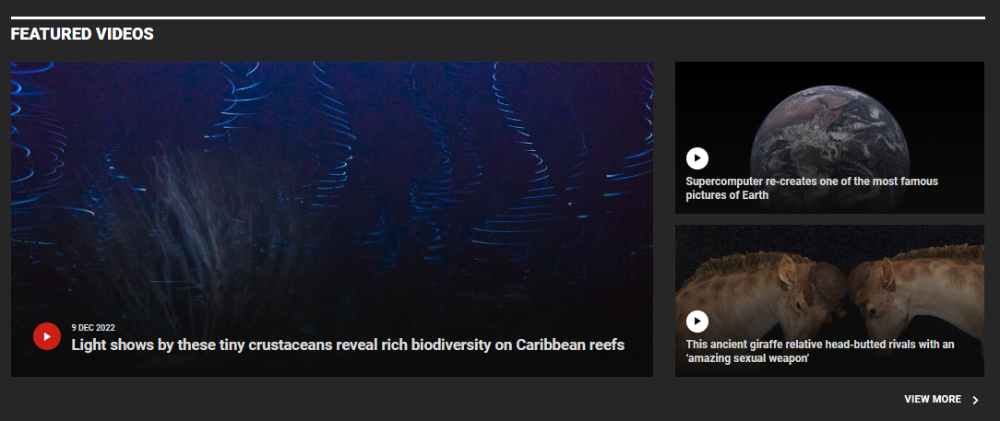 FEATURED VIDEOS
9 DEC 2022
Light shows by these tiny crustaceans reveal rich biodiversity on Caribbean reefs
Supercomputer re-creates one of the most famous
pictures of Earth
This ancient giraffe relative head-butted rivals with an
‘amazing sexual weapon’
VIEW MORE